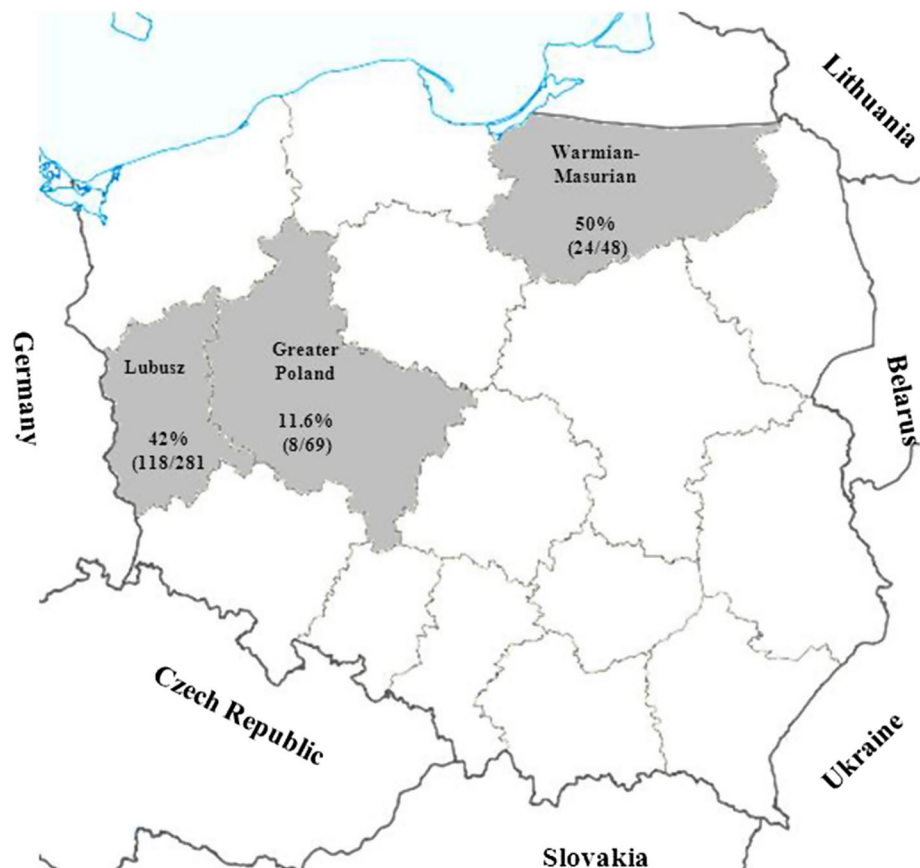 Lithuania
Warmian-
Masurian
50%
(24/48)
Germany
Lubusz
42%
(118/281
Greater
Poland
11.6%
(8/69)
Belarus
Czech Republic
Ukraine
Slovakia